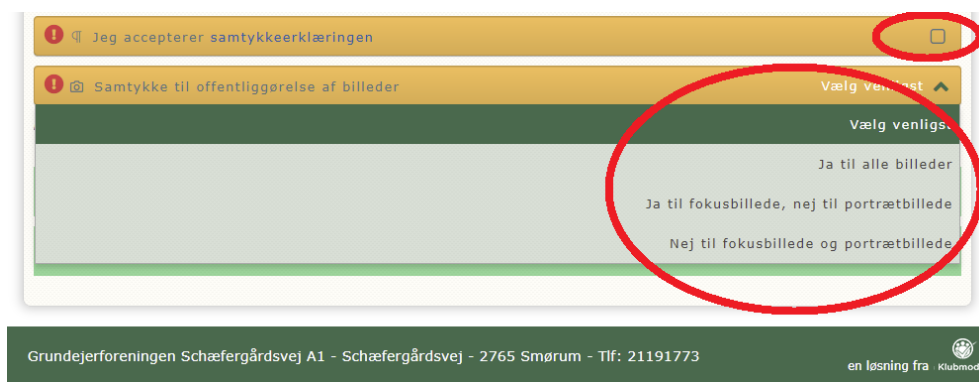 ¶ Jeg accepterer samtykkeerklæringen
Samtykke til offentliggørelse af billeder Vælg venligst
Vælg venligst
Ja til alle billeder
Ja til fokusbillede, nej til portrætbillede
Nej til fokusbillede og portrætbillede
Grundejerforeningen Schæfergårdsvej A1 - Schæfergårdsvej - 2765 Smørum - Tlf: 21191773
en løsning fra Klubmod